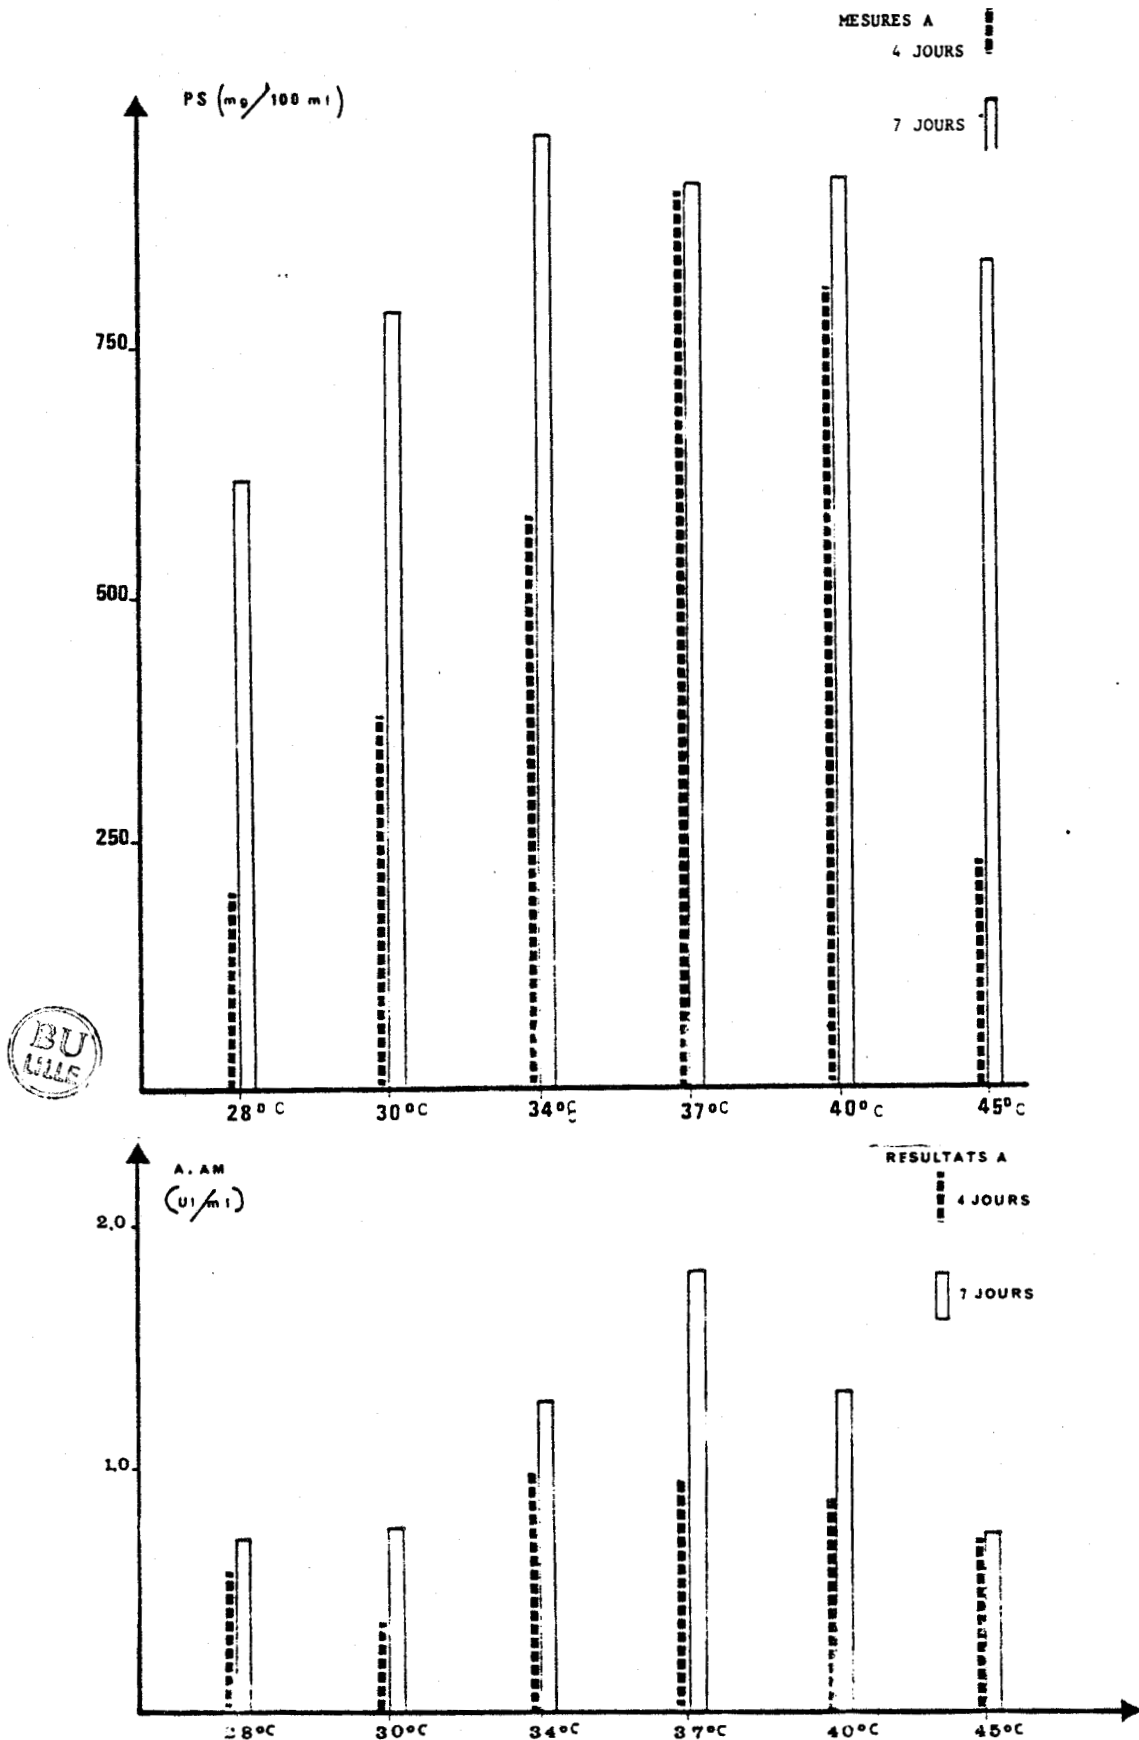 MESURES A
4 JOURS
7 JOURS
PS (mg/100 ml)
750
500
250
BU
LILLE
28°C
30°C
34°C
37°C
40°C
45°C
A. AM
(UI/ml)
RESULTATS A
4 JOURS
7 JOURS
2,0
1,0
28°C
30°C
34°C
37°C
40°C
45°C